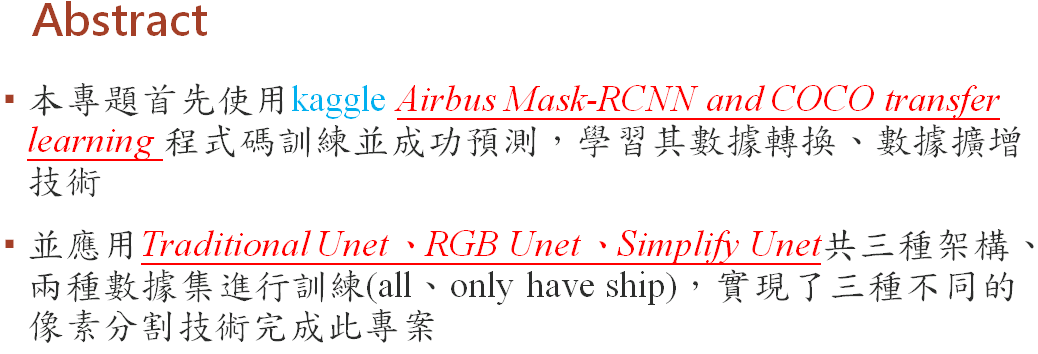 Abstract
▪ 本專題首先使用kaggle Airbus Mask-RCNN and COCO transfer
learning 程式碼訓練並成功預測，學習其數據轉換、數據擴增
技術
▪ 並應用Traditional Unet、RGB Unet、Simplify Unet共三種架構、
兩種數據集進行訓練(all、only have ship)，實現了三種不同的
像素分割技術完成此專案